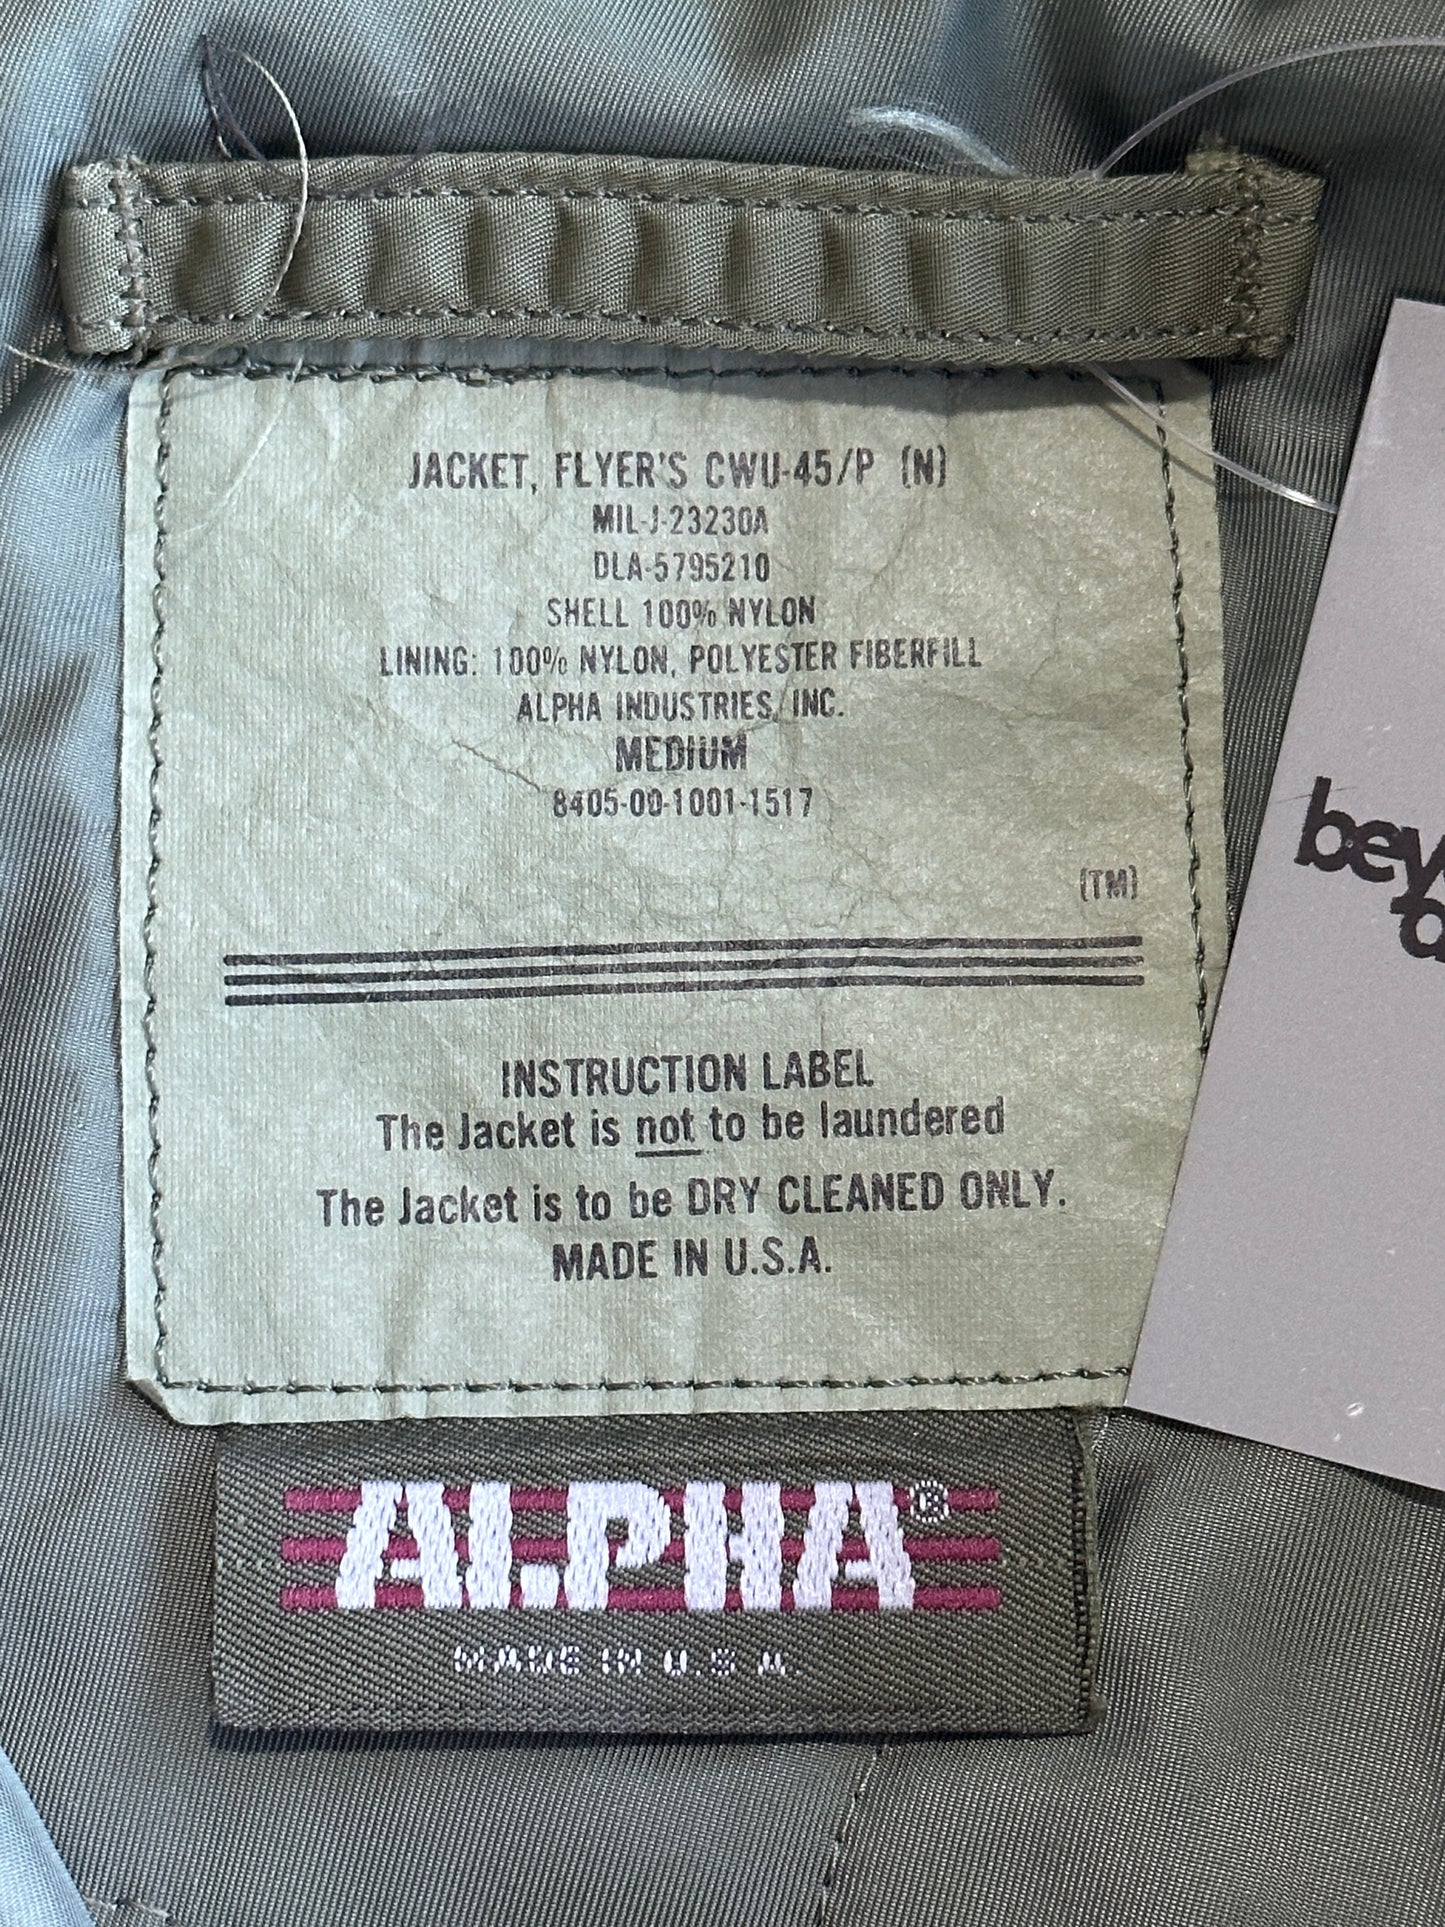 JACKET, FLYER'S CWU-45/P (N)
MIL-J-23230A
DLA-5795210
SHELL 100% NYLON
LINING: 100% NYLON, POLYESTER FIBERFILL
ALPHA INDUSTRIES, INC.
MEDIUM
8405-00-1001-1517
(TM)
INSTRUCTION LABEL
The Jacket is not to be laundered
The Jacket is to be DRY CLEANED ONLY.
MADE IN U.S.A.
ALPHA®
MADE IN U.S.A.